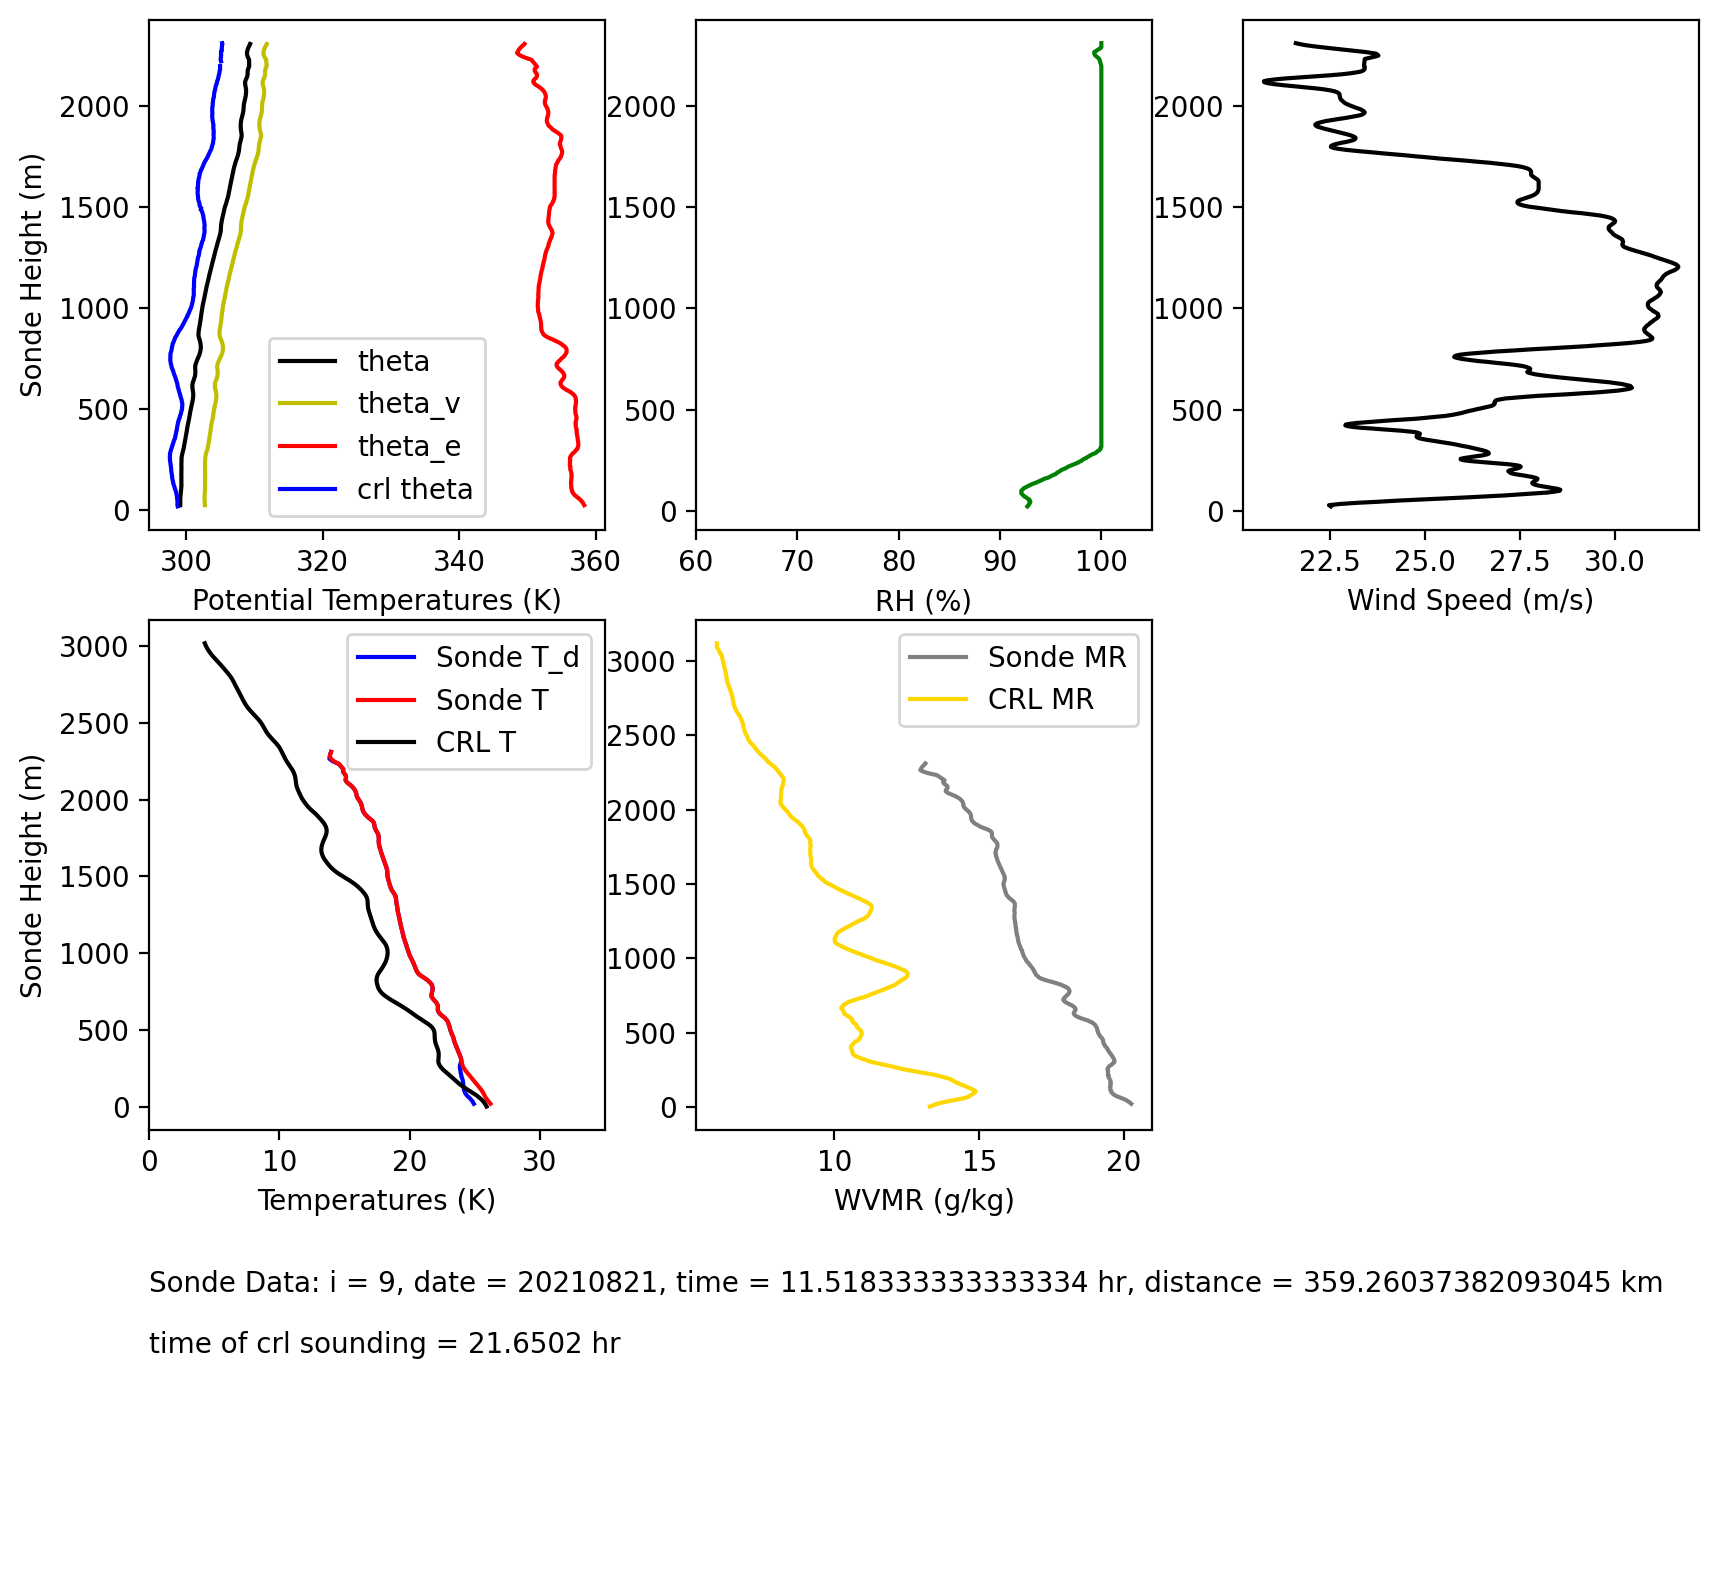 2000
1500
1000
500
0
Sonde Height (m)
300 320 340 360
Potential Temperatures (K)
theta
theta_v
theta_e
crl theta
2000
1500
1000
500
0
60 70 80 90 100
RH (%)
2000
1500
1000
500
0
22.5 25.0 27.5 30.0
Wind Speed (m/s)
3000
2500
2000
1500
1000
500
0
Sonde Height (m)
0 10 20 30
Temperatures (K)
Sonde T_d
Sonde T
CRL T
3000
2500
2000
1500
1000
500
0
10 15 20
WVMR (g/kg)
Sonde MR
CRL MR
Sonde Data: i = 9, date = 20210821, time = 11.518333333333334 hr, distance = 359.26037382093045 km
time of crl sounding = 21.6502 hr